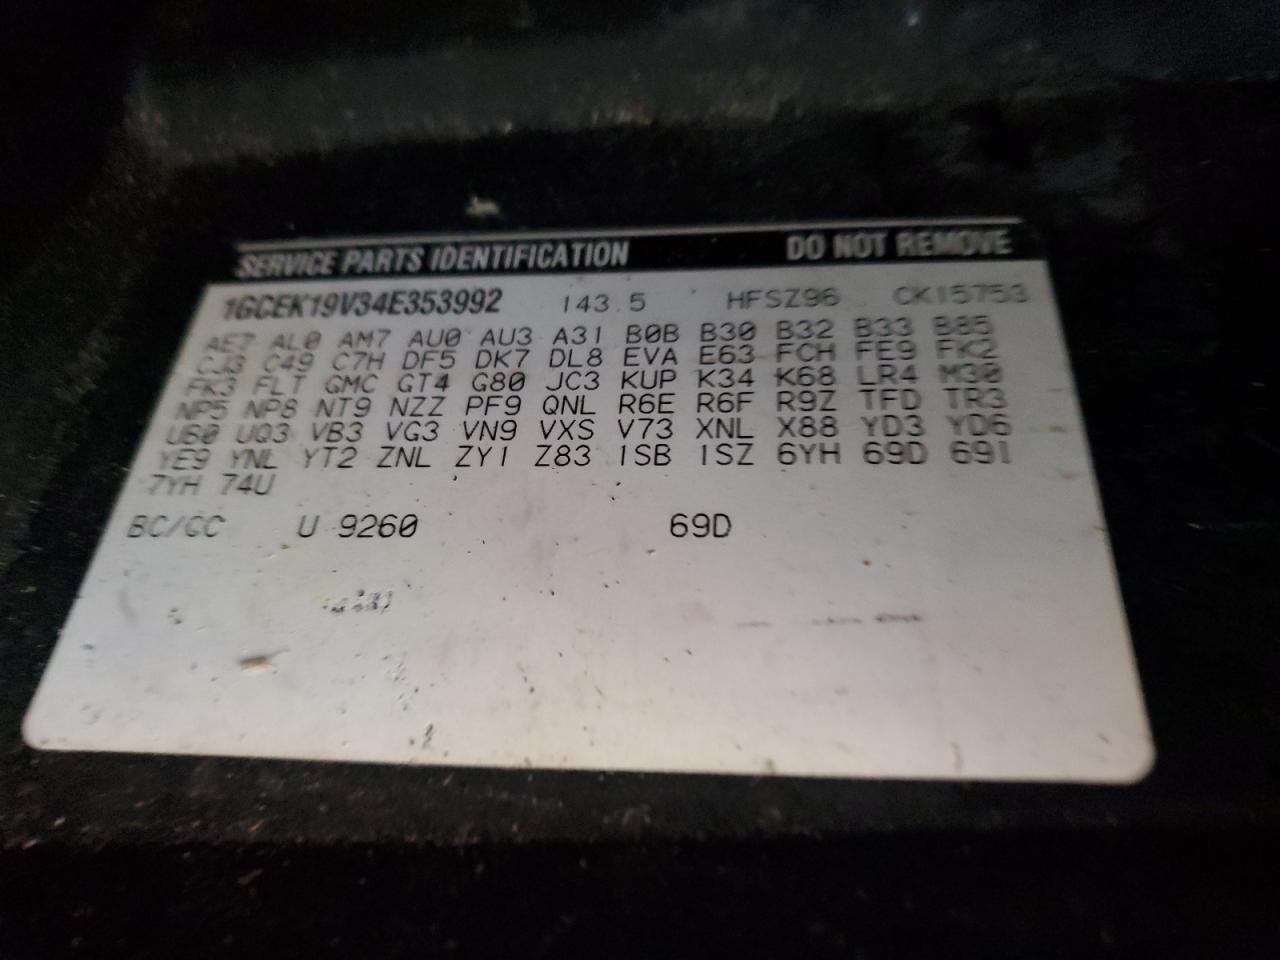 SERVICE PARTS IDENTIFICATION DO NOT REMOVE
1GCEK19V34E353992 143.5 HFSZ96 CK15753
AE7 AL0 AM7 AU0 AU3 A31 B0B B30 B32 B33 B85
CJ3 C49 C7H DF5 DK7 DL8 EVA E63 FCH FE9 FK2
FK3 FLT GMC GT4 G80 JC3 KUP K34 K68 LR4 M30
NP5 NP8 NT9 NZZ PF9 QNL R6E R6F R9Z TFD TR3
U60 UQ3 VB3 VG3 VN9 VXS V73 XNL X88 YD3 YD6
YE9 YNL YT2 ZNL ZY1 Z83 1SB 1SZ 6YH 69D 69I
7YH 74U
BC/CC U 9260 69D